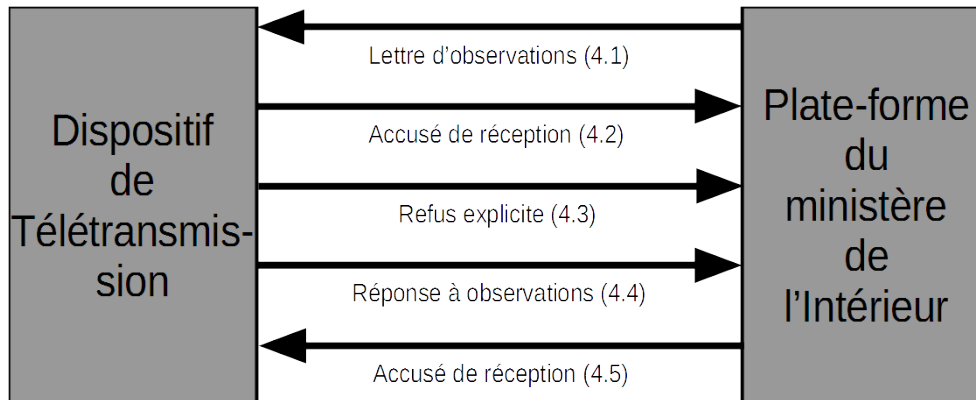 Dispositif
de
Télétransmis-
sion
Lettre d'observations (4.1)
Accusé de réception (4.2)
Refus explicite (4.3)
Réponse à observations (4.4)
Accusé de réception (4.5)
Plate-forme
du
ministère
de
l'Intérieur